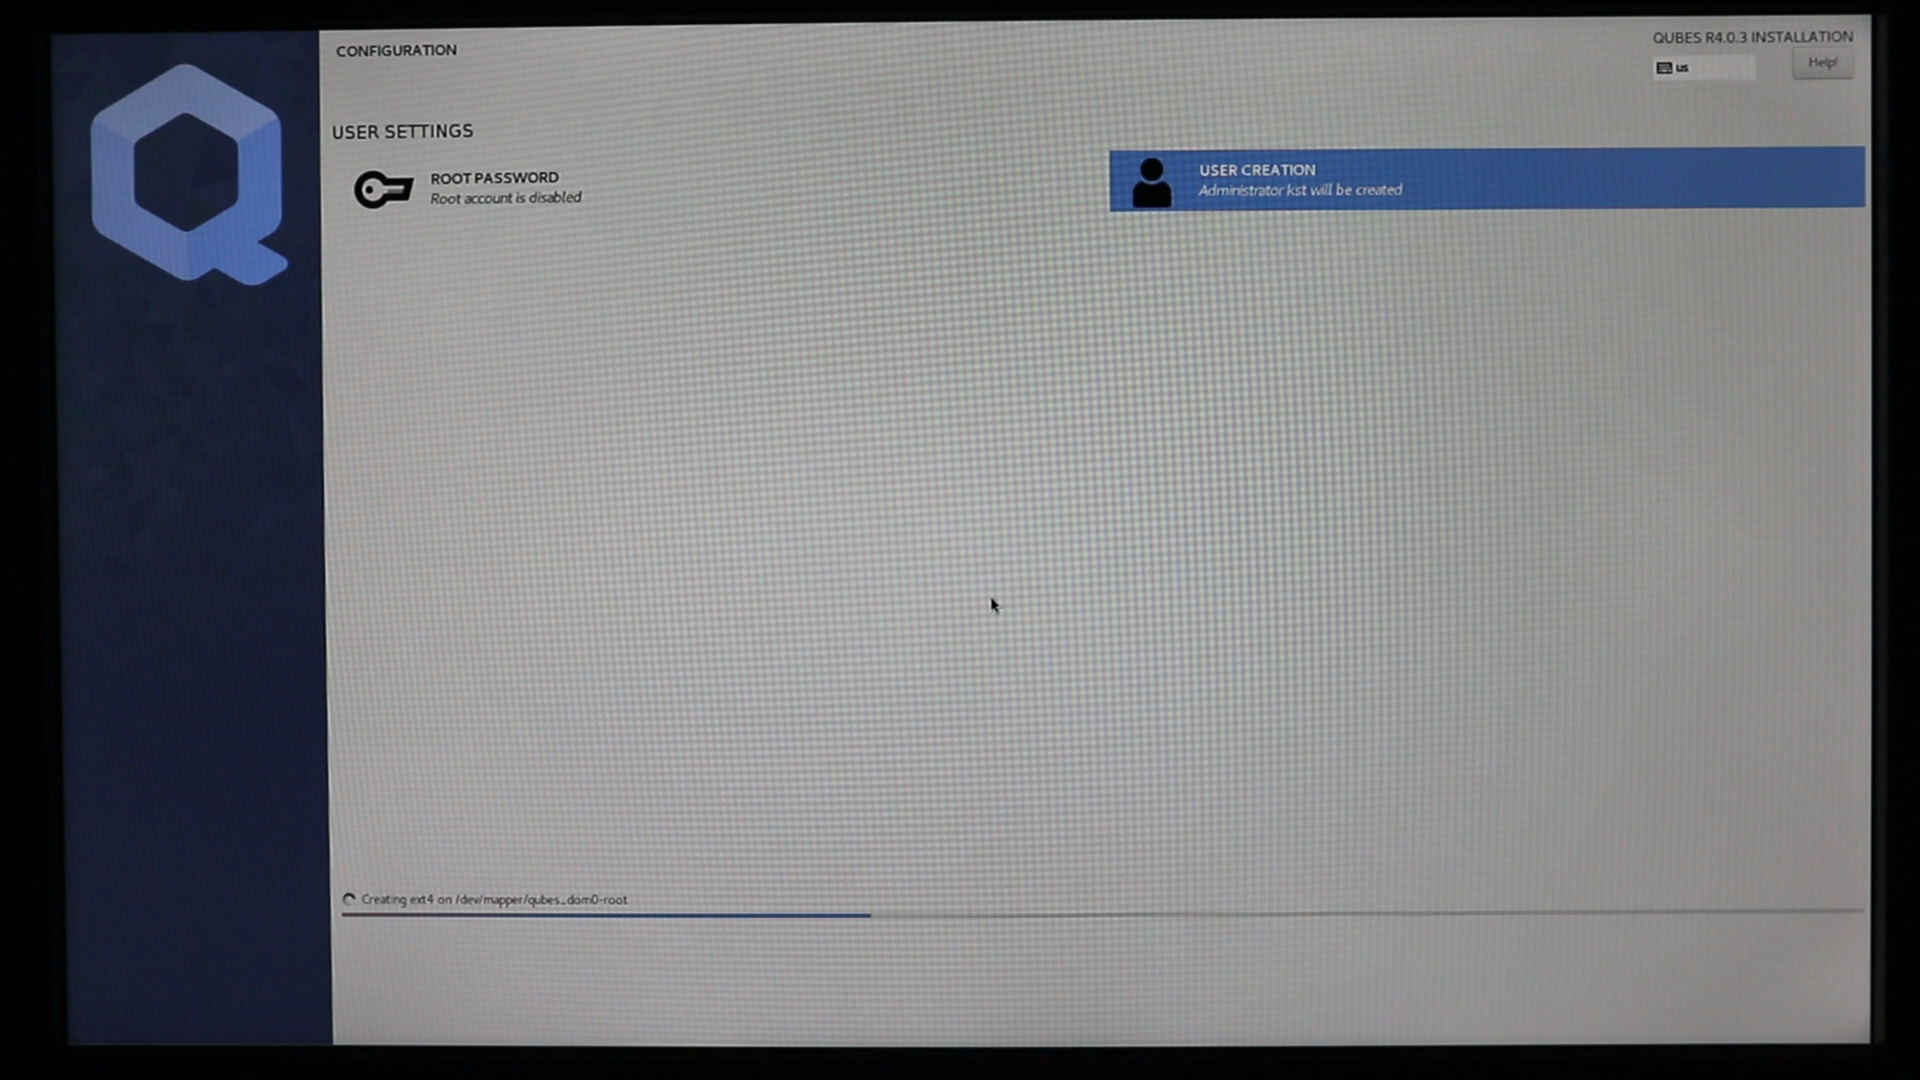 CONFIGURATION
QUBES R4.0.3 INSTALLATION
us
Help!
USER SETTINGS
ROOT PASSWORD
Root account is disabled
USER CREATION
Administrator kst will be created
Creating ext4 on /dev/mapper/qubes_dom0-root